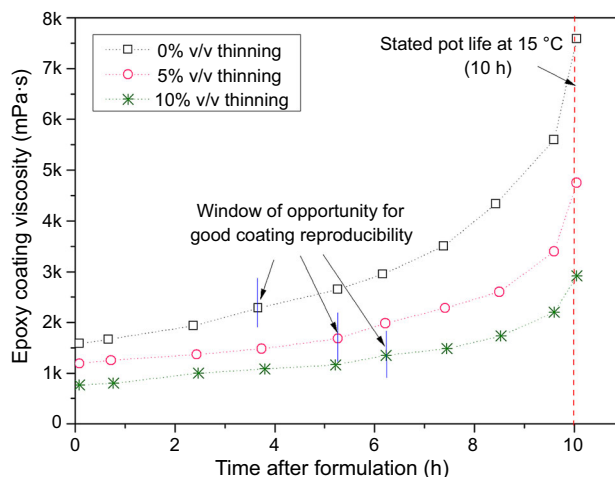 8k
7k
6k
5k
4k
3k
2k
1k
0
Epoxy coating viscosity (mPa·s)
0% v/v thinning
5% v/v thinning
10% v/v thinning
Stated pot life at 15 °C
(10 h)
Window of opportunity for
good coating reproducibility
0 2 4 6 8 10
Time after formulation (h)